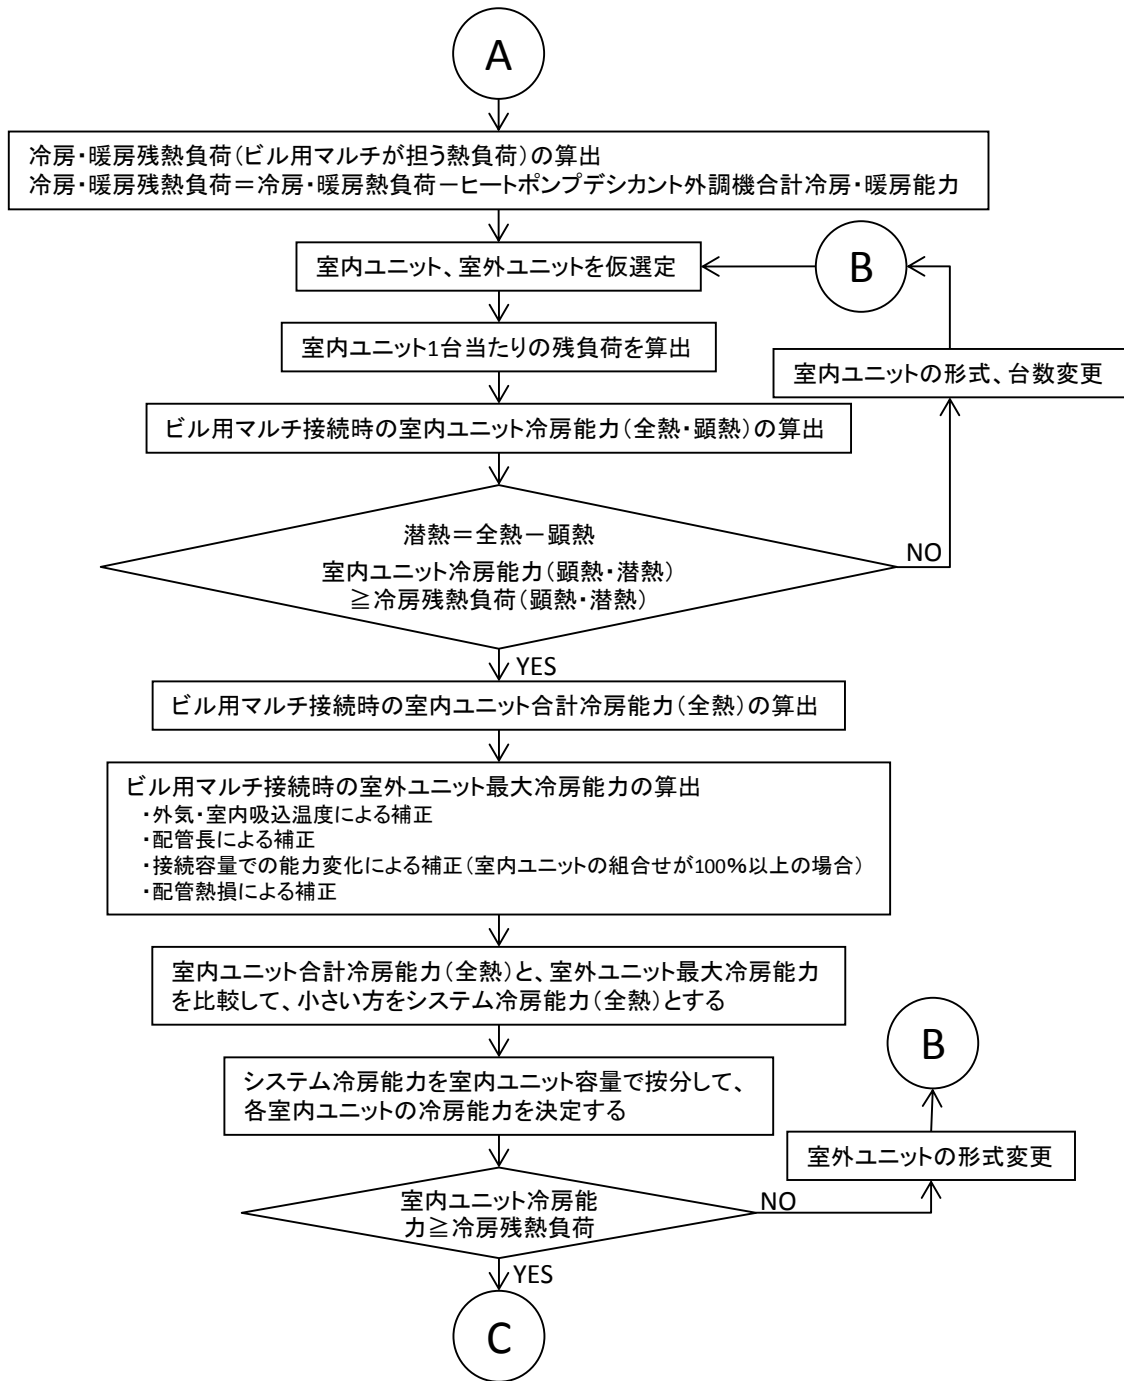 A
冷房・暖房残熱負荷(ビル用マルチが担う熱負荷)の算出
冷房・暖房残熱負荷＝冷房・暖房熱負荷－ヒートポンプデシカント外調機合計冷房・暖房能力
室内ユニット、室外ユニットを仮選定
B
室内ユニット1台当たりの残負荷を算出
室内ユニットの形式、台数変更
ビル用マルチ接続時の室内ユニット冷房能力(全熱・顕熱)の算出
潜熱＝全熱－顕熱
室内ユニット冷房能力(顕熱・潜熱)
≧冷房残熱負荷(顕熱・潜熱)
NO
YES
ビル用マルチ接続時の室内ユニット合計冷房能力(全熱)の算出
ビル用マルチ接続時の室外ユニット最大冷房能力の算出
・外気・室内吸込温度による補正
・配管長による補正
・接続容量での能力変化による補正(室内ユニットの組合せが100%以上の場合)
・配管熱損による補正
室内ユニット合計冷房能力(全熱)と、室外ユニット最大冷房能力
を比較して、小さい方をシステム冷房能力(全熱)とする
B
システム冷房能力を室内ユニット容量で按分して、
各室内ユニットの冷房能力を決定する
室外ユニットの形式変更
室内ユニット冷房能
力≧冷房残熱負荷
NO
YES
C